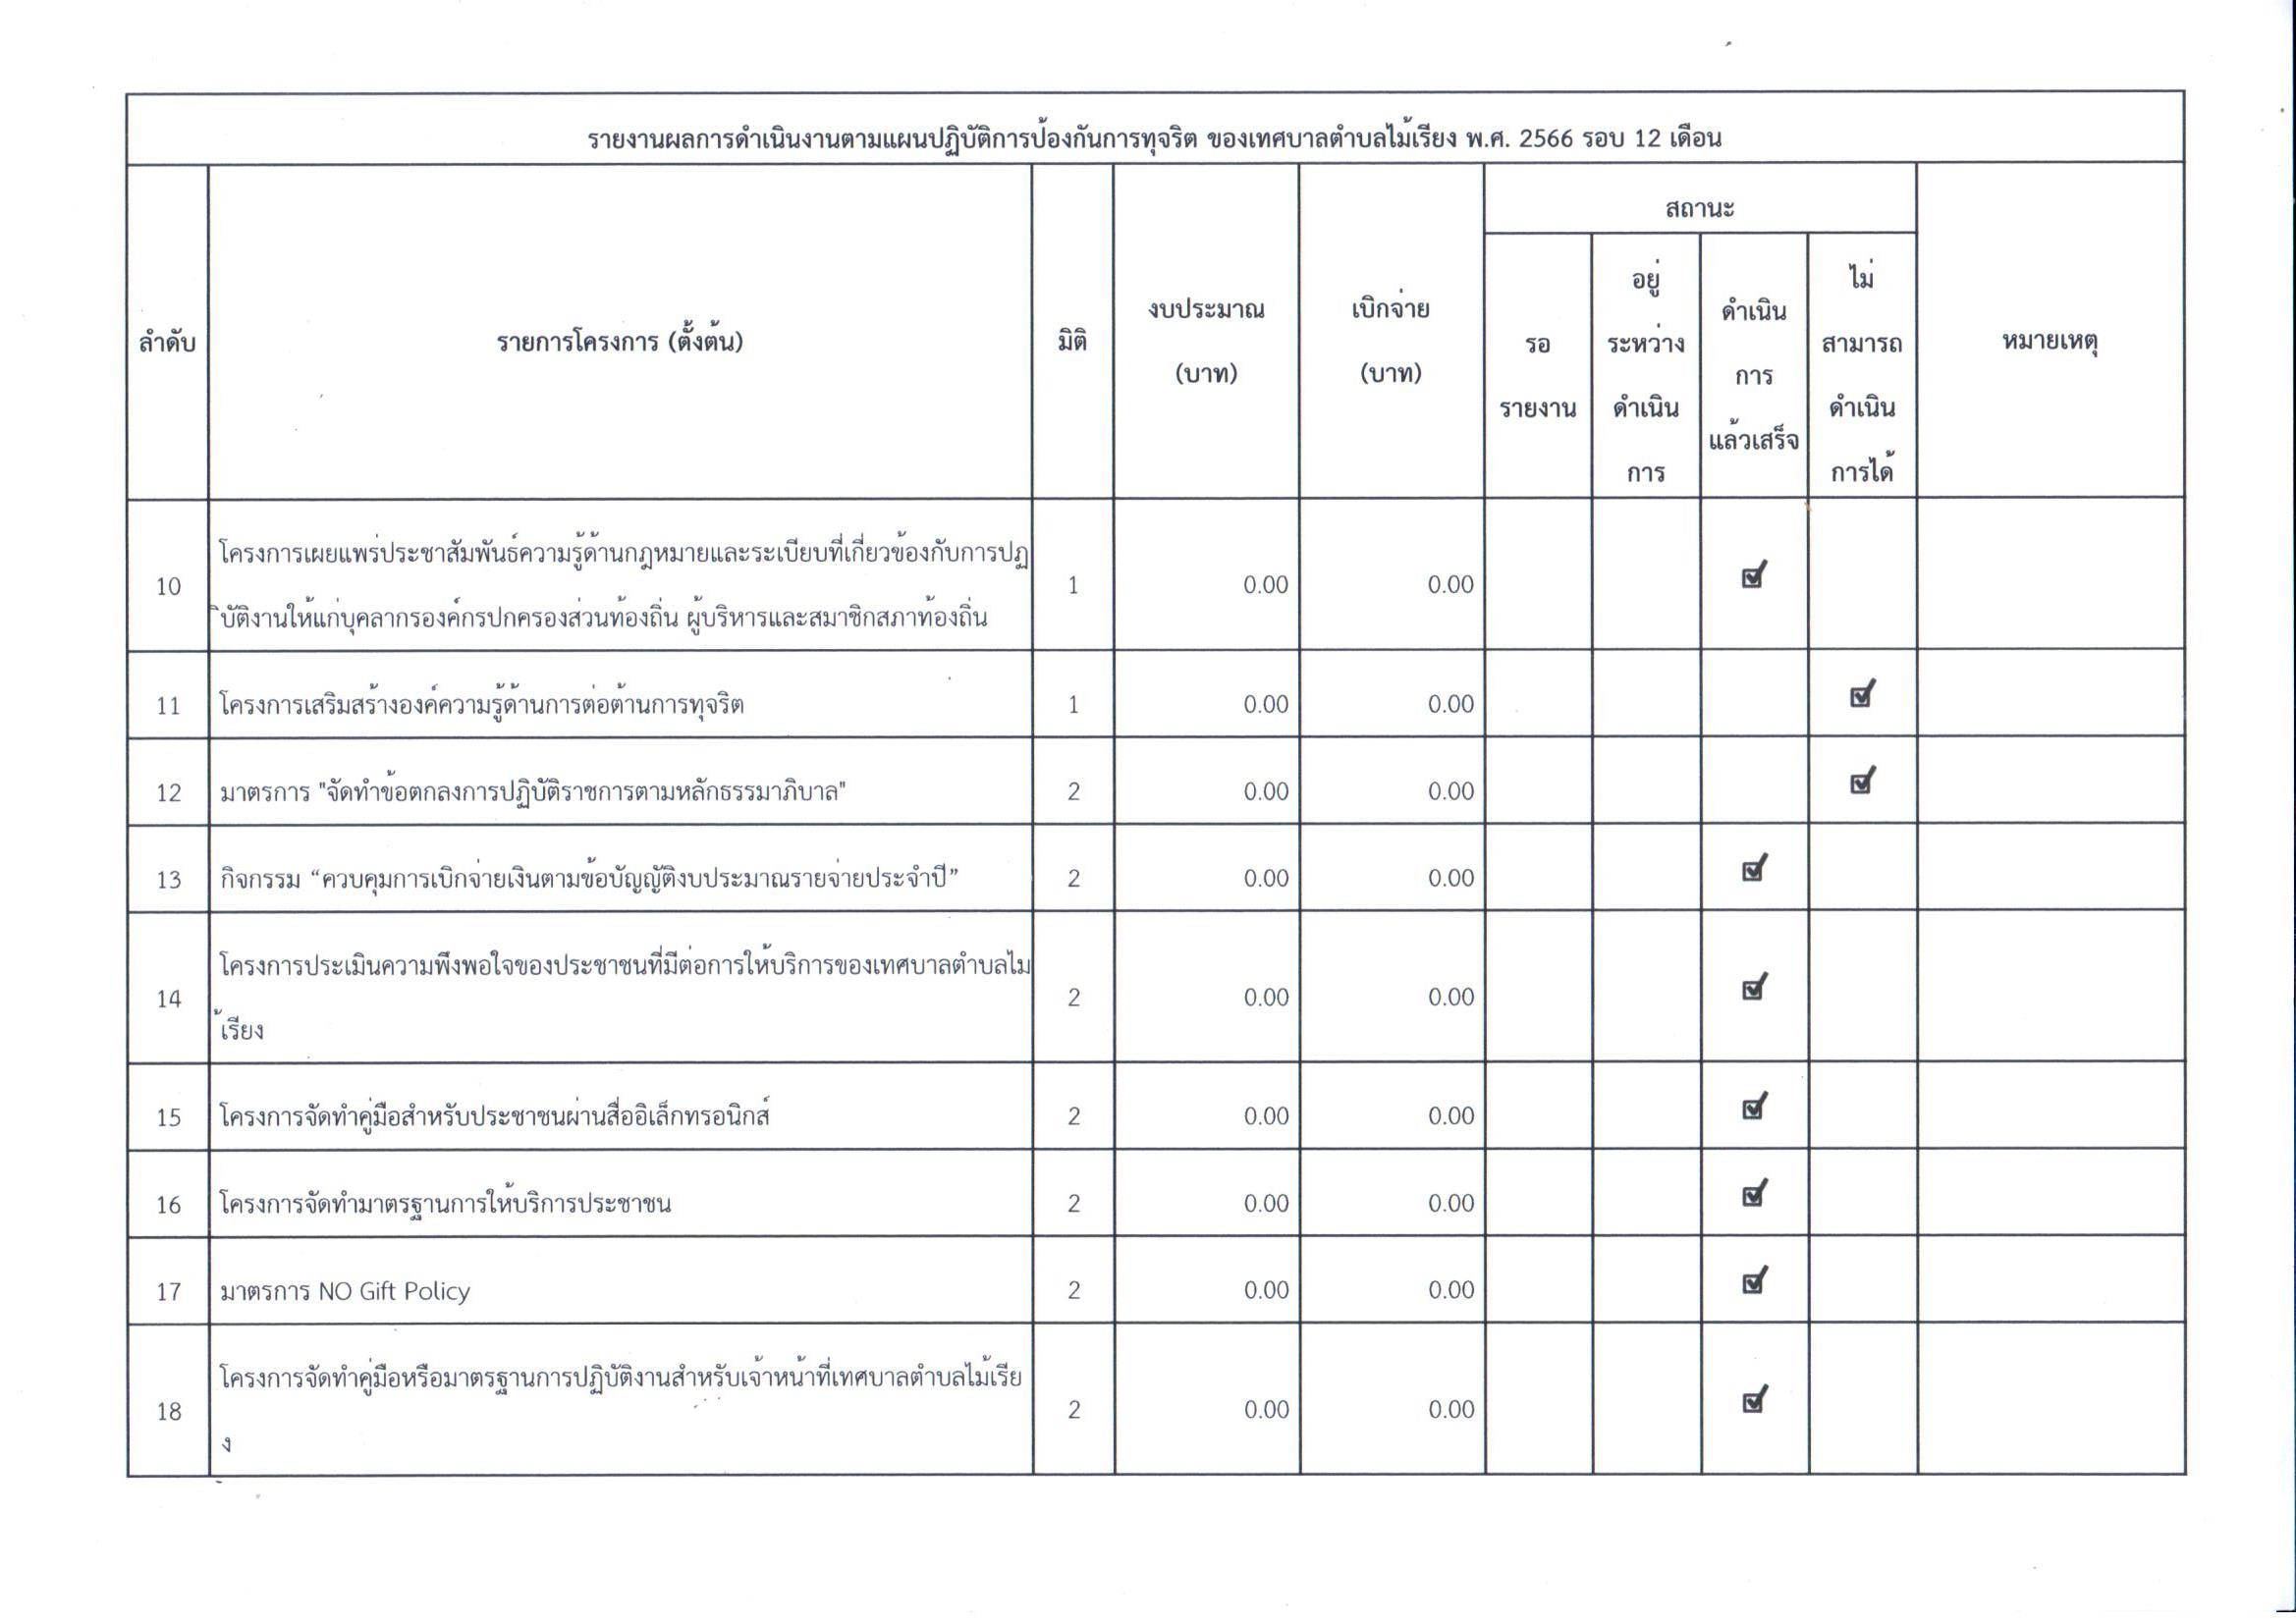 รายงานผลการดำเนินงานตามแผนปฏิบัติการป้องกันการทุจริต ของเทศบาลตำบลไม้เรียง พ.ศ. 2566 รอบ 12 เดือน
ลำดับ รายการโครงการ (ตั้งต้น) มิติ งบประมาณ (บาท) เบิกจ่าย (บาท) สถานะ หมายเหตุ
รอ รายงาน อยู่ ระหว่าง ดำเนิน การ ดำเนิน การ แล้วเสร็จ ไม่ สามารถ ดำเนิน การได้
10 โครงการเผยแพร่ประชาสัมพันธ์ความรู้ด้านกฎหมายและระเบียบที่เกี่ยวข้องกับการปฏ
ิบัติงานให้แก่บุคลากรองค์กรปกครองส่วนท้องถิ่น ผู้บริหารและสมาชิกสภาท้องถิ่น 1 0.00 0.00 ☑
11 โครงการเสริมสร้างองค์ความรู้ด้านการต่อต้านการทุจริต 1 0.00 0.00 ☑
12 มาตรการ "จัดทำข้อตกลงการปฏิบัติราชการตามหลักธรรมาภิบาล" 2 0.00 0.00 ☑
13 กิจกรรม “ควบคุมการเบิกจ่ายเงินตามข้อบัญญัติงบประมาณรายจ่ายประจำปี” 2 0.00 0.00 ☑
14 โครงการประเมินความพึงพอใจของประชาชนที่มีต่อการให้บริการของเทศบาลตำบลไม
้เรียง 2 0.00 0.00 ☑
15 โครงการจัดทำคู่มือสำหรับประชาชนผ่านสื่ออิเล็กทรอนิกส์ 2 0.00 0.00 ☑
16 โครงการจัดทำมาตรฐานการให้บริการประชาชน 2 0.00 0.00 ☑
17 มาตรการ NO Gift Policy 2 0.00 0.00 ☑
18 โครงการจัดทำคู่มือหรือมาตรฐานการปฏิบัติงานสำหรับเจ้าหน้าที่เทศบาลตำบลไม้เรีย
ง 2 0.00 0.00 ☑